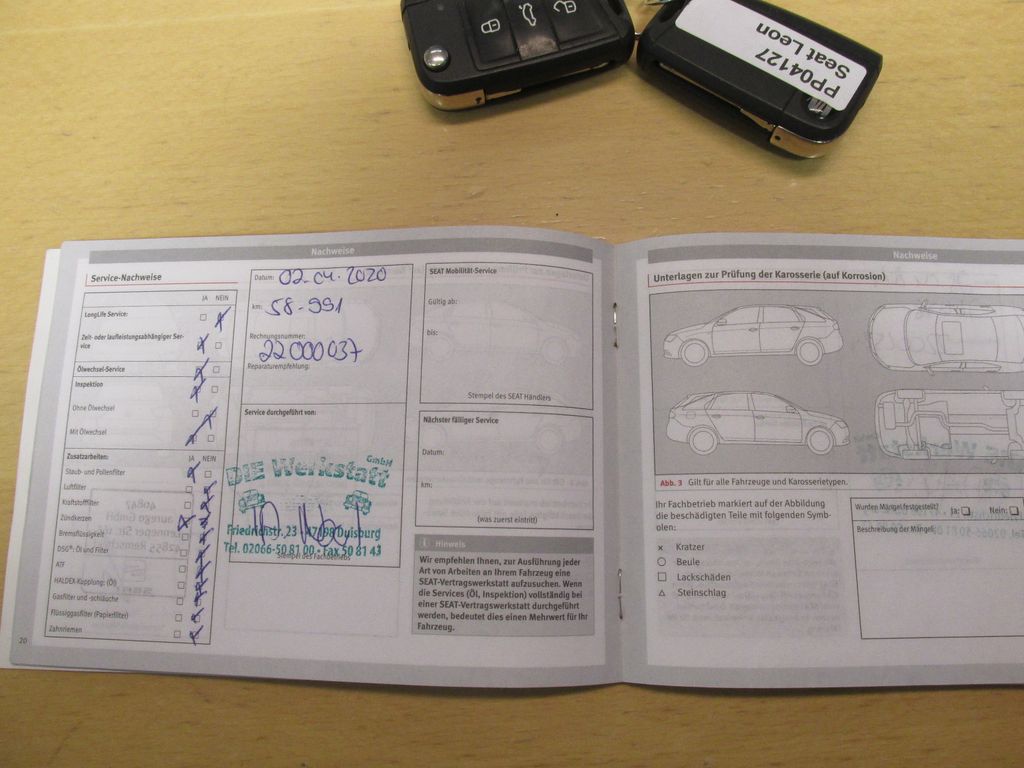 PP04127
Seat Leon
Nachweise
Service-Nachweise
JA NEIN
LongLife Service:
Zeit- oder laufleistungsabhängiger Ser-
vice
Ölwechsel-Service
Inspektion
Ohne Ölwechsel
Mit Ölwechsel
Zusatzarbeiten: JA NEIN
Staub- und Pollenfilter
Luftfilter
Kraftstofffilter
Zündkerzen
Bremsflüssigkeit
DSG®: Öl und Filter
ATF
HALDEX-Kupplung: (Öl)
Gasfilter und -schläuche
Flüssiggasfilter (Papierfilter)
Zahnriemen
20
Datum: 02.04.2020
km: 58.991
Rechnungsnummer:
22000037
Reparaturempfehlung:
Service durchgeführt von:
DIE Werkstatt GmbH
Friedrichstr. 23 47198 Duisburg
Tel. 02066-50 81 00 • Fax 50 81 43
Stempel des Fachbetriebs
SEAT Mobilität-Service
Gültig ab:
bis:
Stempel des SEAT Händlers
Nächster fälliger Service
Datum:
km:
(was zuerst eintritt)
Hinweis
Wir empfehlen Ihnen, zur Ausführung jeder
Art von Arbeiten an Ihrem Fahrzeug eine
SEAT-Vertragswerkstatt aufzusuchen. Wenn
die Services (Öl, Inspektion) vollständig bei
einer SEAT-Vertragswerkstatt durchgeführt
werden, bedeutet dies einen Mehrwert für Ihr
Fahrzeug.
Nachweise
Unterlagen zur Prüfung der Karosserie (auf Korrosion)
Abb. 3 Gilt für alle Fahrzeuge und Karosserietypen.
Ihr Fachbetrieb markiert auf der Abbildung
die beschädigten Teile mit folgenden Symb-
olen:
× Kratzer
○ Beule
□ Lackschäden
△ Steinschlag
Wurden Mängel festgestellt? Ja: Nein:
Beschreibung der Mängel: